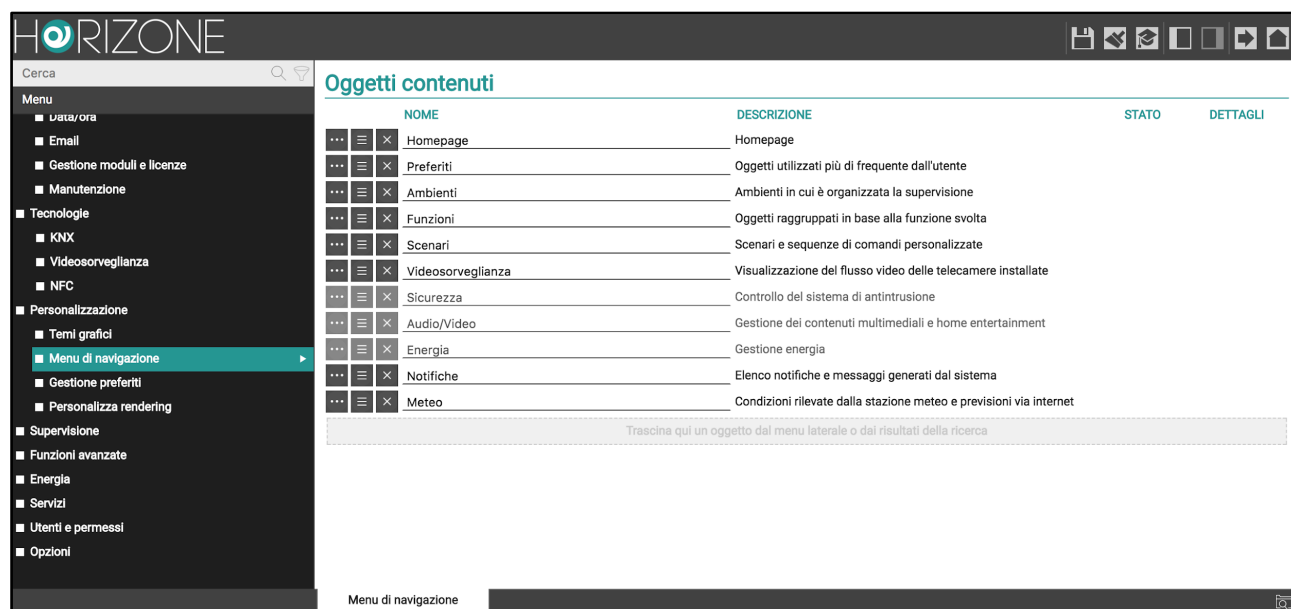 HORIZONE
Cerca
Menu
Data/ora
Email
Gestione moduli e licenze
Manutenzione
Tecnologie
KNX
Videosorveglianza
NFC
Personalizzazione
Temi grafici
Menu di navigazione
Gestione preferiti
Personalizza rendering
Supervisione
Funzioni avanzate
Energia
Servizi
Utenti e permessi
Opzioni
Oggetti contenuti
NOME DESCRIZIONE STATO DETTAGLI
Homepage Homepage
Preferiti Oggetti utilizzati più di frequente dall'utente
Ambienti Ambienti in cui è organizzata la supervisione
Funzioni Oggetti raggruppati in base alla funzione svolta
Scenari Scenari e sequenze di comandi personalizzate
Videosorveglianza Visualizzazione del flusso video delle telecamere installate
Sicurezza Controllo del sistema di antintrusione
Audio/Video Gestione dei contenuti multimediali e home entertainment
Energia Gestione energia
Notifiche Elenco notifiche e messaggi generati dal sistema
Meteo Condizioni rilevate dalla stazione meteo e previsioni via internet
Trascina qui un oggetto dal menu laterale o dai risultati della ricerca
Menu di navigazione